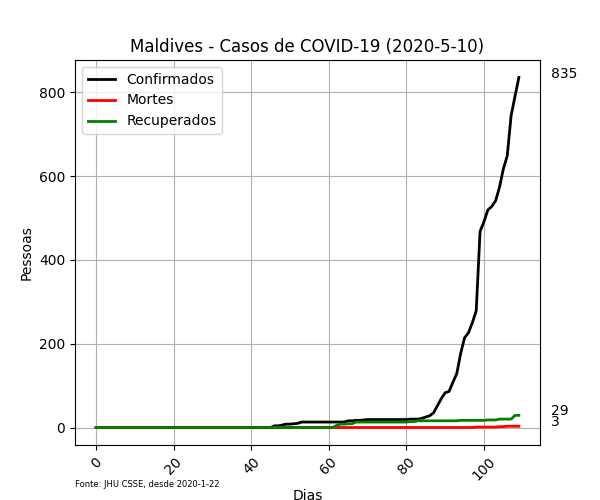 Maldives - Casos de COVID-19 (2020-5-10)
Confirmados
Mortes
Recuperados
835
800
600
400
200
0
29
3
Pessoas
0
20
40
60
80
100
Fonte: JHU CSSE, desde 2020-1-22
Dias